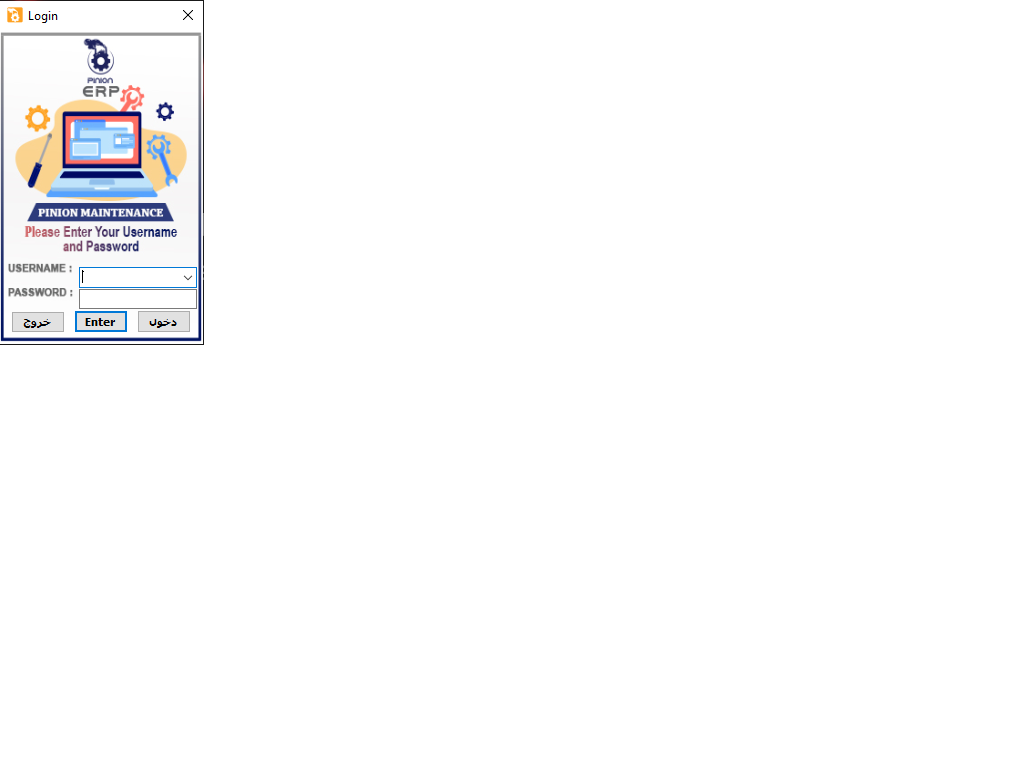 Login
PINION
ERP
PINION MAINTENANCE
Please Enter Your Username
and Password
USERNAME :
PASSWORD :
خروج Enter دخول